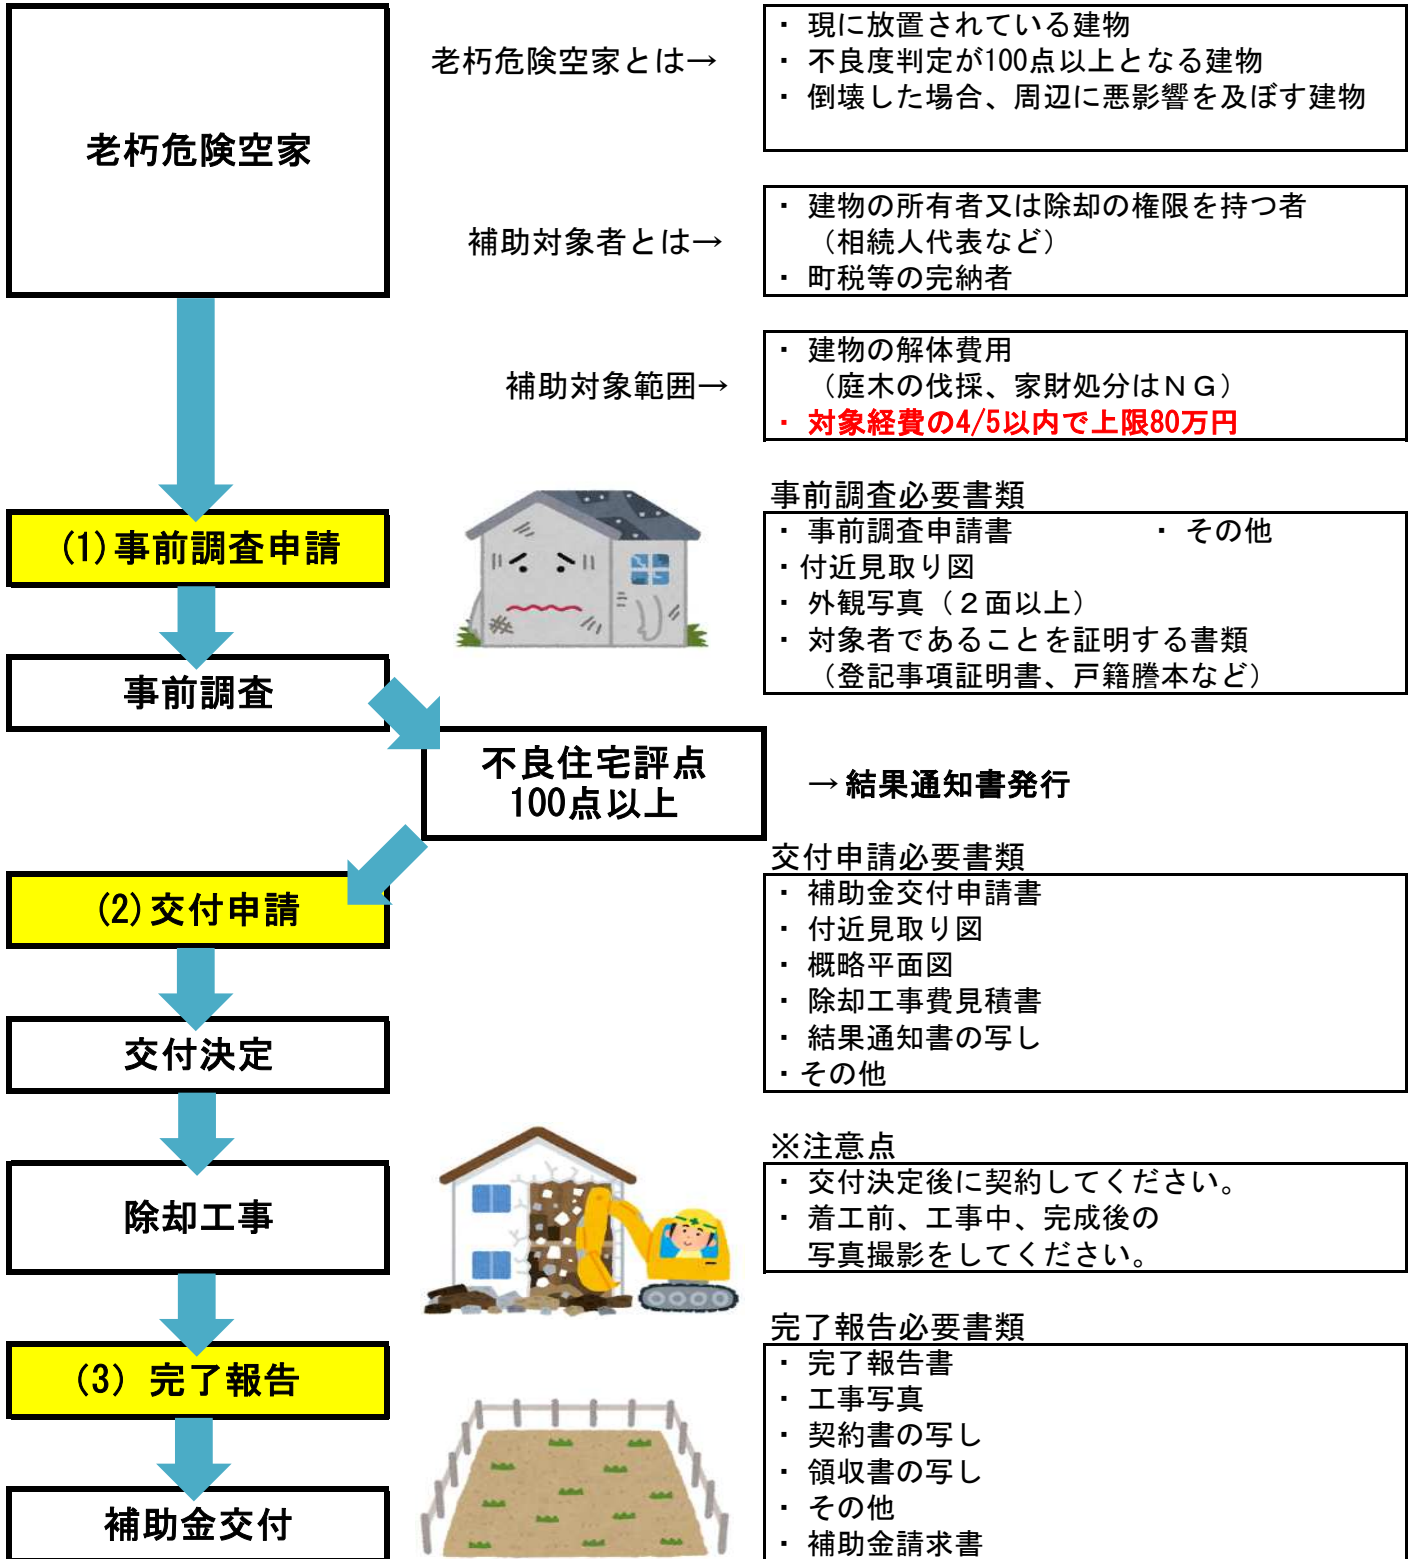 老朽危険空家
老朽危険空家とは→
・ 現に放置されている建物
・ 不良度判定が100点以上となる建物
・ 倒壊した場合、周辺に悪影響を及ぼす建物
補助対象者とは→
・ 建物の所有者又は除却の権限を持つ者
（相続人代表など）
・ 町税等の完納者
補助対象範囲→
・ 建物の解体費用
（庭木の伐採、家財処分はＮＧ）
・ 対象経費の4/5以内で上限80万円
(1)事前調査申請
事前調査必要書類
・ 事前調査申請書 ・ その他
・付近見取り図
・ 外観写真（２面以上）
・ 対象者であることを証明する書類
（登記事項証明書、戸籍謄本など）
事前調査
不良住宅評点
100点以上
→ 結果通知書発行
(2)交付申請
交付申請必要書類
・ 補助金交付申請書
・ 付近見取り図
・ 概略平面図
・ 除却工事費見積書
・ 結果通知書の写し
・その他
交付決定
除却工事
※注意点
・ 交付決定後に契約してください。
・ 着工前、工事中、完成後の
写真撮影をしてください。
(3) 完了報告
完了報告必要書類
・ 完了報告書
・ 工事写真
・ 契約書の写し
・ 領収書の写し
・ その他
・ 補助金請求書
補助金交付